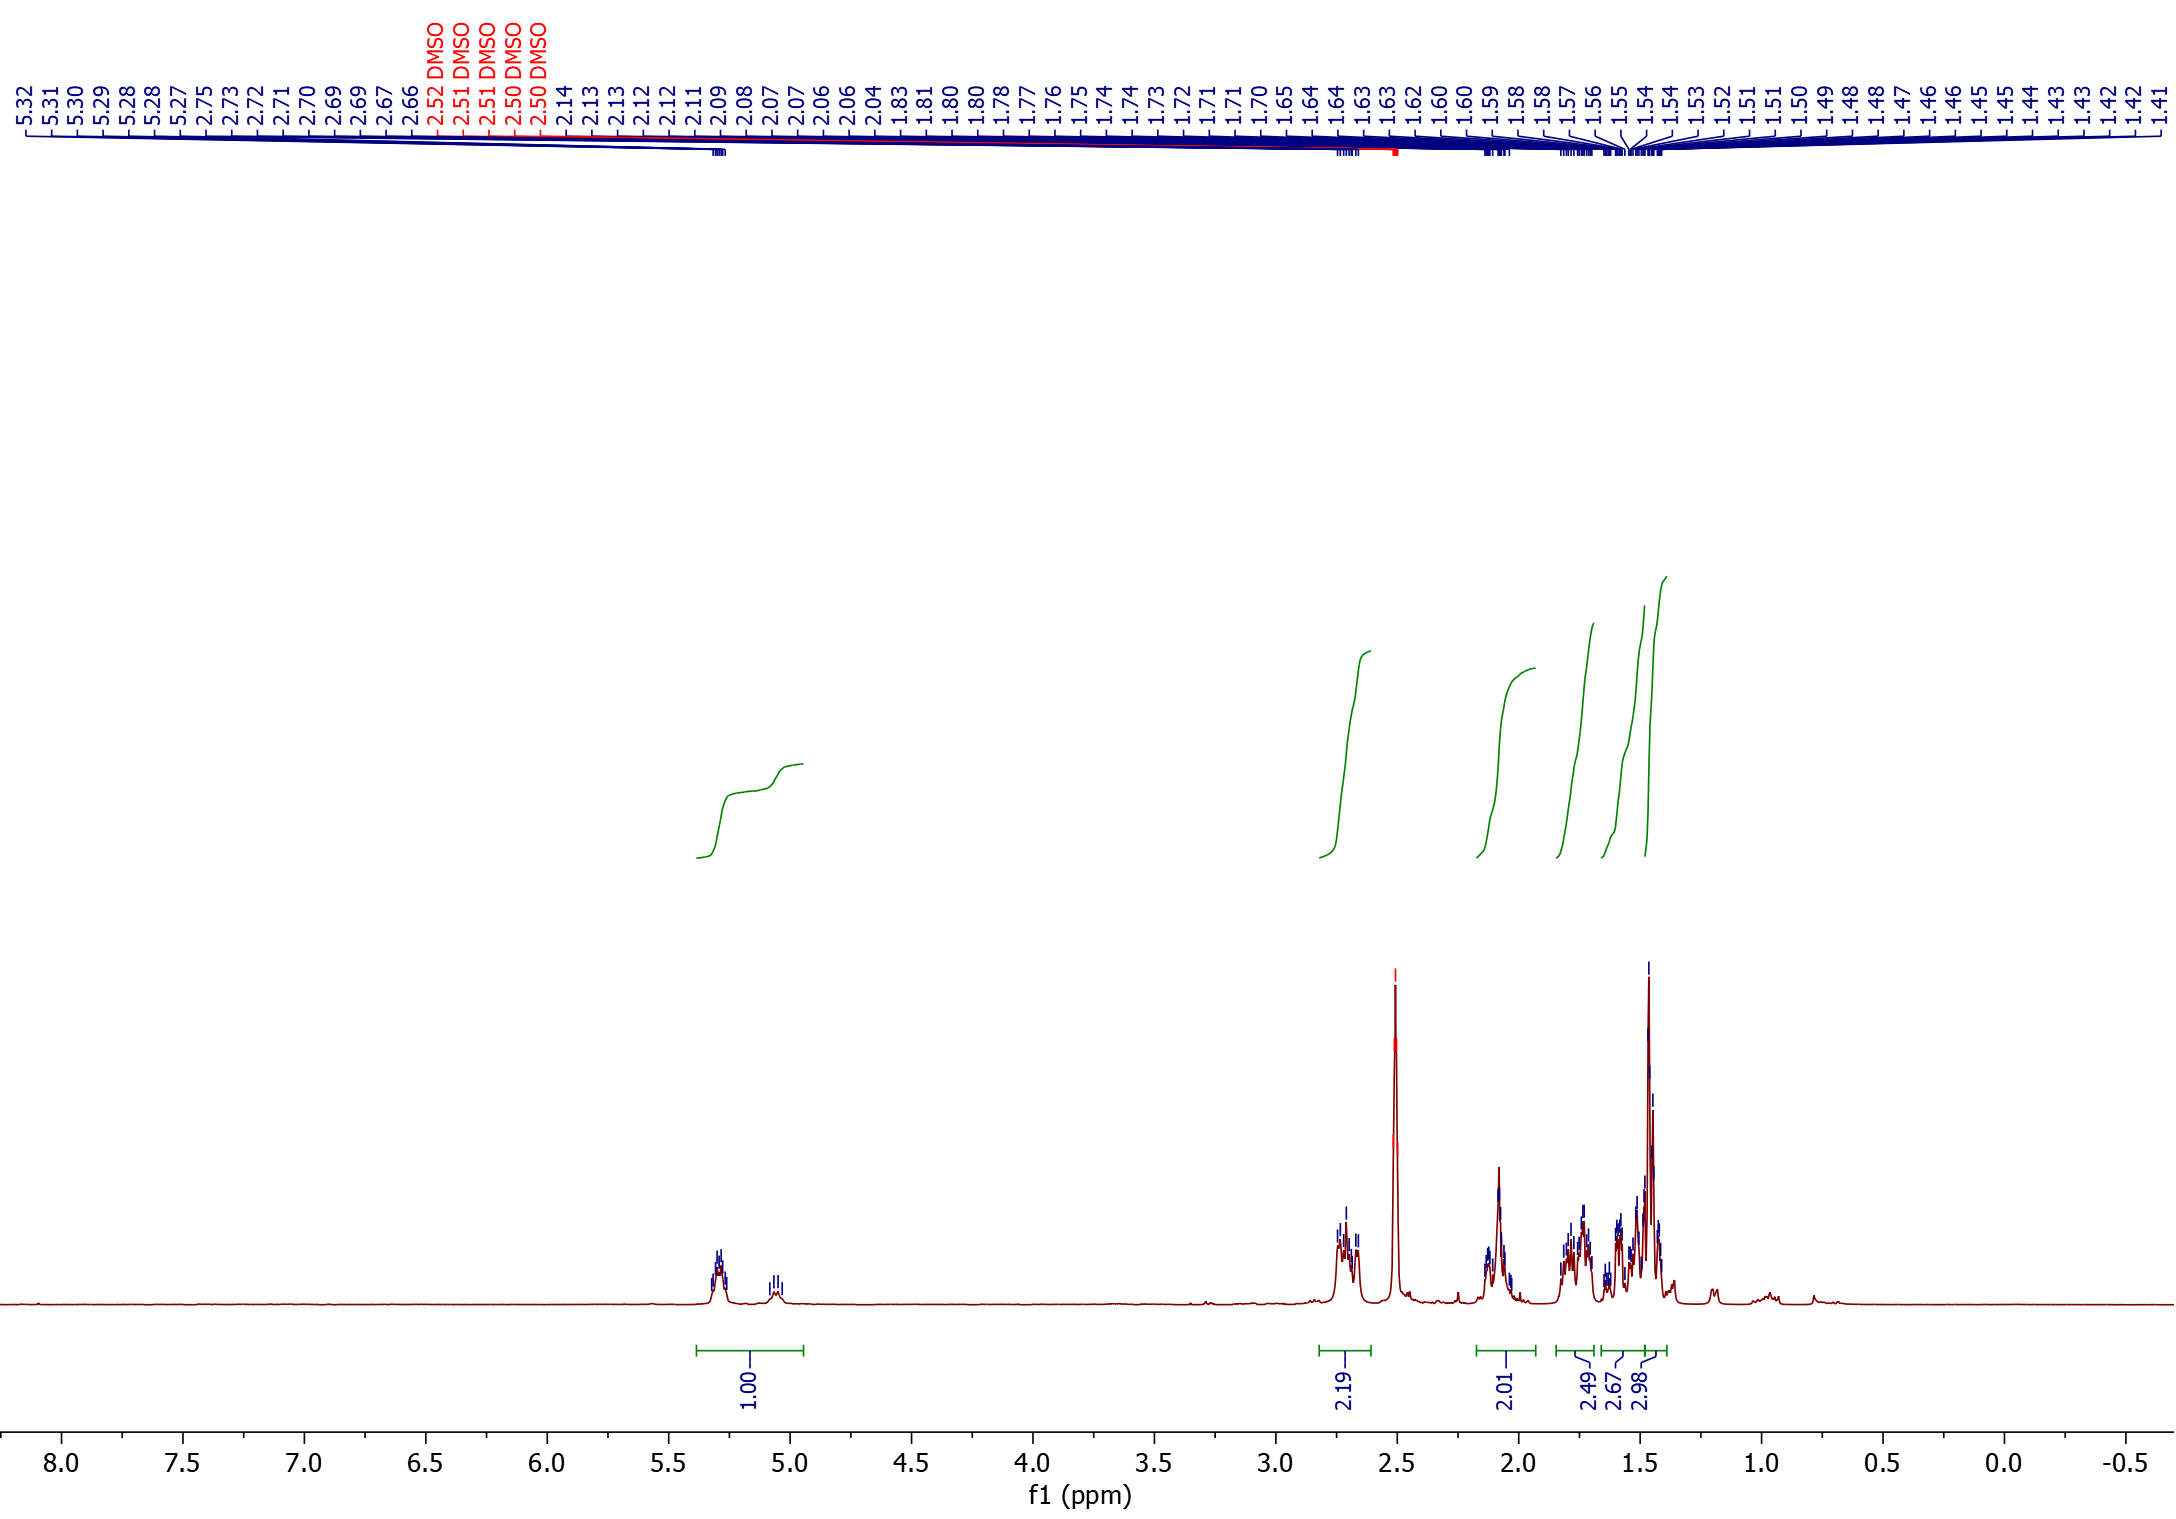 5.32 5.31 5.30 5.29 5.28 5.28 5.27 2.75 2.73 2.72 2.71 2.70 2.69 2.69 2.67 2.66 2.52 DMSO 2.51 DMSO 2.51 DMSO 2.50 DMSO 2.50 DMSO 2.14 2.13 2.13 2.12 2.12 2.11 2.09 2.08 2.07 2.07 2.06 2.06 2.04 1.83 1.81 1.80 1.80 1.78 1.77 1.76 1.75 1.74 1.74 1.73 1.72 1.71 1.71 1.70 1.65 1.64 1.64 1.63 1.63 1.62 1.60 1.60 1.59 1.58 1.58 1.57 1.56 1.55 1.54 1.54 1.53 1.52 1.51 1.51 1.50 1.49 1.48 1.48 1.47 1.46 1.46 1.45 1.45 1.44 1.43 1.43 1.42 1.42 1.41
1.00 2.19 2.01 2.49 2.67 2.98
8.0 7.5 7.0 6.5 6.0 5.5 5.0 4.5 4.0 3.5 3.0 2.5 2.0 1.5 1.0 0.5 0.0 -0.5
f1 (ppm)